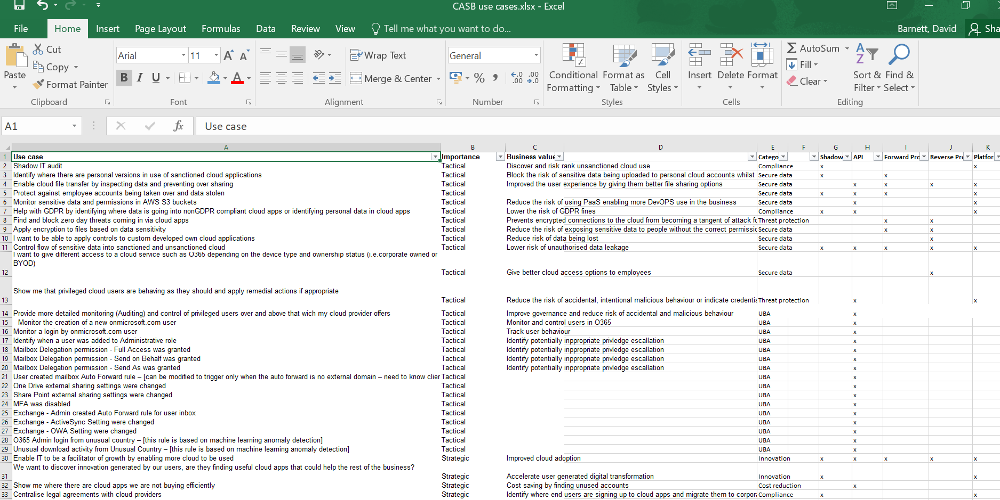 CASB use cases.xlsx - Excel
File Home Insert Page Layout Formulas Data Review View Tell me what you want to do... Barnett, David Sha
Paste Cut Copy Format Painter Clipboard
Arial 11 A A B I U A Font
Wrap Text Merge & Center Alignment
General % , .0 .00 .00 .0 Number
Conditional Formatting Format as Table Cell Styles Styles
Insert Delete Format Cells
AutoSum Fill Clear Sort & Filter Find & Select Editing
A1 fx Use case
A B C D E F G H I J K
1 Use case Importance Business value Catego Shadow API Forward Pro Reverse Pro Platfor
2 Shadow IT audit Tactical Discover and risk rank unsanctioned cloud use Compliance x x
3 Identify where there are personal versions in use of sanctioned cloud applications Tactical Block the risk of sensitive data being uploaded to personal cloud accounts whilst Secure data x x
4 Enable cloud file transfer by inspecting data and preventing over sharing Tactical Improved the user experience by giving them better file sharing options Secure data x x x x
5 Protect against employee accounts being taken over and data stolen Tactical Secure data x x x x
6 Monitor sensitive data and permissions in AWS S3 buckets Tactical Reduce the risk of using PaaS enabling more DevOPS use in the business Secure data x x
7 Help with GDPR by identifying where data is going into nonGDPR compliant cloud apps or identifying personal data in cloud apps Tactical Lower the risk of GDPR fines Compliance x x x
8 Find and block zero day threats coming in via cloud apps Tactical Prevents encrypted connections to the cloud from becoming a tangent of attack fo Threat protection x x
9 Apply encryption to files based on data sensitivity Tactical Reduce the risk of exposing sensitive data to people without the correct permissic Secure data x x
10 I want to be able to apply controls to custom developed own cloud applications Tactical Reduce risk of data being lost Secure data x
11 Control flow of sensitive data into sanctioned and unsanctioned cloud Tactical Lower risk of unauthorised data leakage Secure data x x x x x
I want to give different access to a cloud service such as O365 depending on the device type and ownership status (i.e.corporate owned or
BYOD)
12 Tactical Give better cloud access options to employees Secure data x
Show me that privileged cloud users are behaving as they should and apply remedial actions if appropriate
13 Tactical Reduce the risk of accidental, intentional malicious behaviour or indicate credentia Threat protection x x
14 Provide more detailed monitoring (Auditing) and control of privileged users over and above that wich my cloud provider offers Tactical Improve governance and reduce risk of accidental and malicious behaviour UBA x
15 Monitor the creation of a new onmicrosoft.com user Tactical Monitor and control users in O365 UBA x
16 Monitor a login by onmicrosoft.com user Tactical Track user behaviour UBA x
17 Identify when a user was added to Administrative role Tactical Identify potentially inppropriate privledge escallation UBA x
18 Mailbox Delegation permission - Full Access was granted Tactical Identify potentially inppropriate privledge escallation UBA x
19 Mailbox Delegation permission - Send on Behalf was granted Tactical Identify potentially inppropriate privledge escallation UBA x
20 Mailbox Delegation permission - Send As was granted Tactical Identify potentially inppropriate privledge escallation UBA x
21 User created mailbox Auto Forward rule – [can be modified to trigger only when the auto forward is no external domain – need to know clier Tactical UBA x
22 One Drive external sharing settings were changed Tactical UBA x
23 Share Point external sharing settings were changed Tactical UBA x
24 MFA was disabled Tactical UBA x
25 Exchange - Admin created Auto Forward rule for user inbox Tactical UBA x
26 Exchange - ActiveSync Setting were changed Tactical UBA x
27 Exchange - OWA Setting were changed Tactical UBA x
28 O365 Admin login from unusual country – [this rule is based on machine learning anomaly detection] Tactical UBA x
29 Unusual download activity from Unusual Country – [this rule is based on machine learning anomaly detection] Tactical UBA x
30 Enable IT to be a facilitator of growth by enabling more cloud to be used Strategic Improved cloud adoption Innovation x x x x x
We want to discover innovation generated by our users, are they finding useful cloud apps that could help the rest of the business?
31 Strategic Accelerate user generated digital transformation Innovation x x
32 Show me where there are cloud apps we are not buying efficiently Strategic Cost saving by finding unused accounts Cost reduction x
33 Centralise legal agreements with cloud providers Strategic Identify where end users are signing up to cloud apps and migrate them to corpora Compliance x x